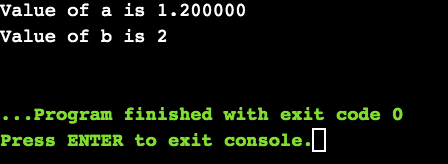 Value of a is 1.200000
Value of b is 2
...Program finished with exit code 0
Press ENTER to exit console.